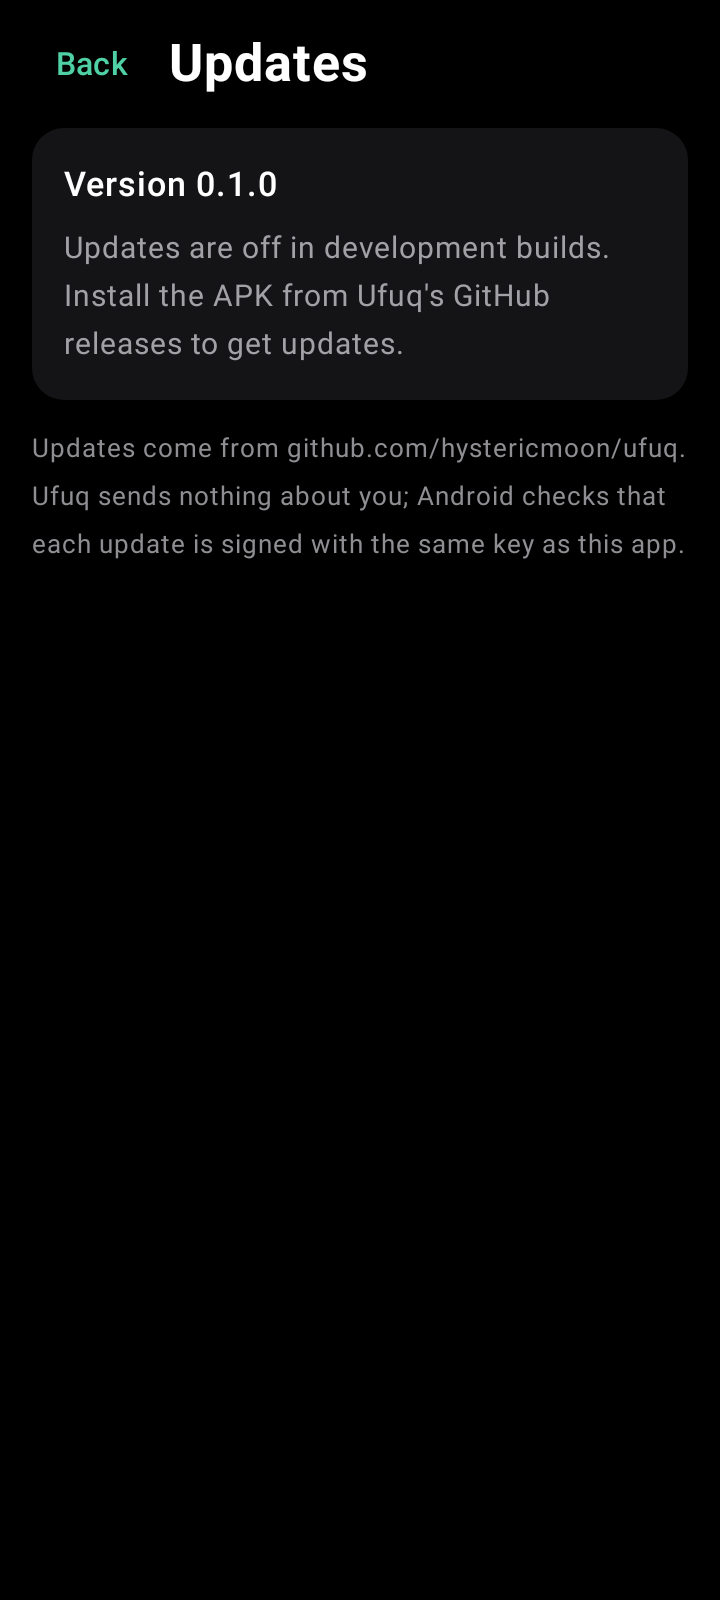 Back
Updates
Version 0.1.0
Updates are off in development builds.
Install the APK from Ufuq's GitHub
releases to get updates.
Updates come from github.com/hystericmoon/ufuq.
Ufuq sends nothing about you; Android checks that
each update is signed with the same key as this app.